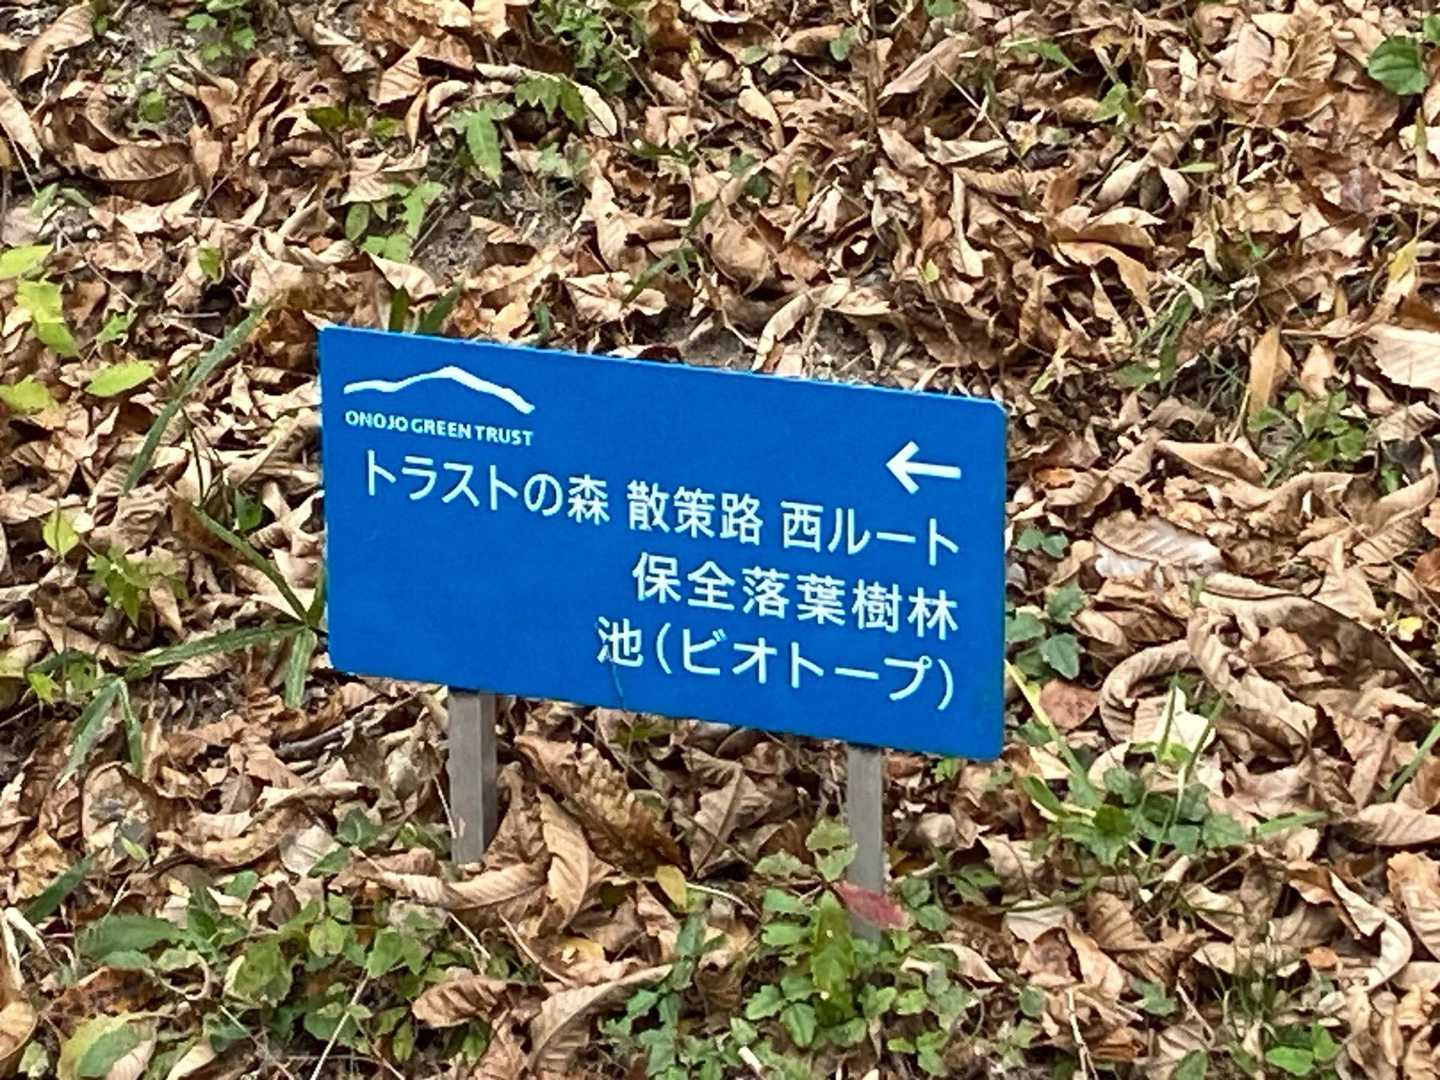 ONOJO GREEN TRUST
←
トラストの森 散策路 西ルート
保全落葉樹林
池(ビオトープ)